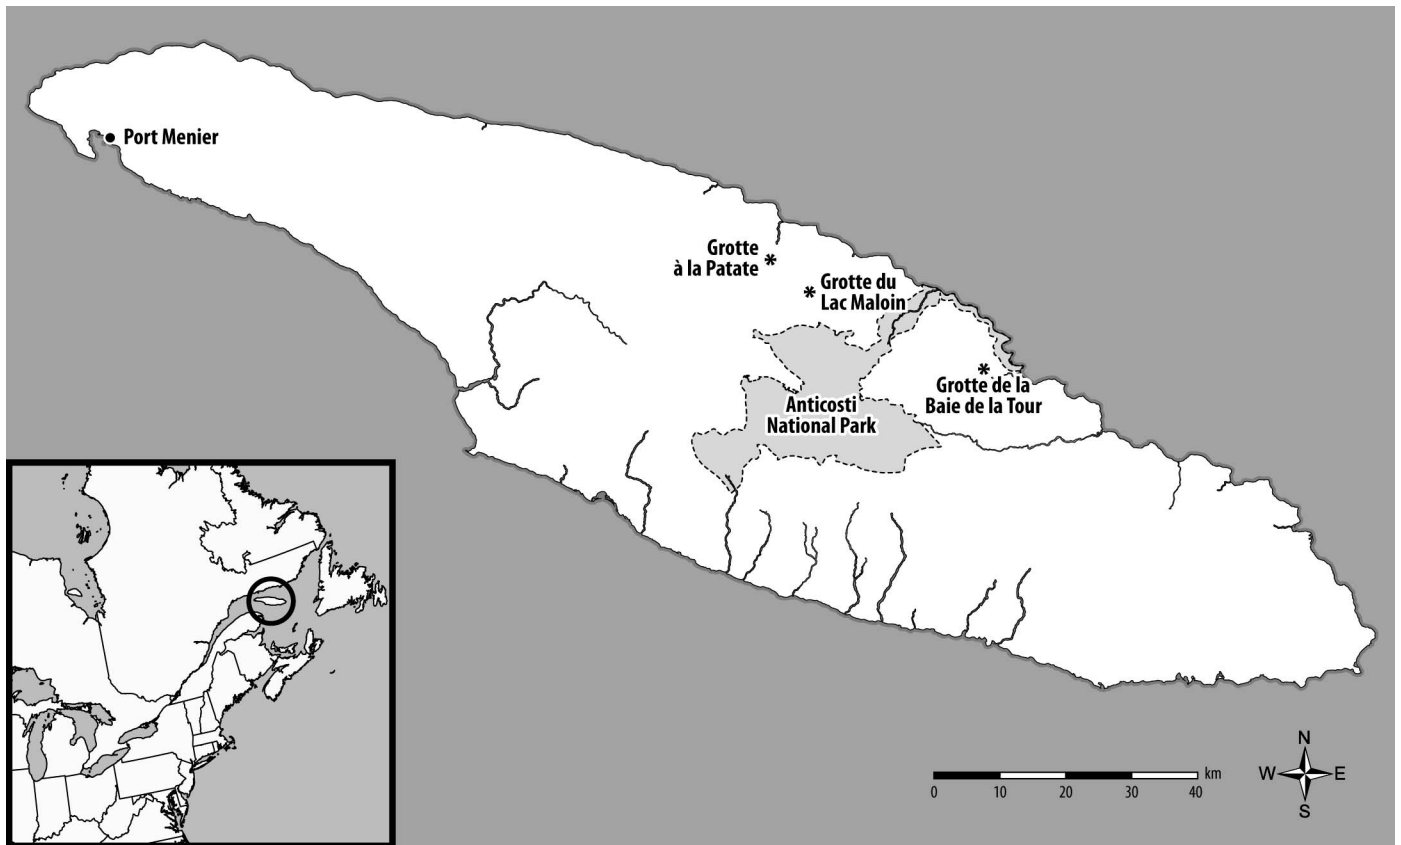 Port Menier
Grotte
à la Patate
Grotte du
Lac Maloin
Grotte de la
Baie de la Tour
Anticosti
National Park
km
0 10 20 30 40
N
W E
S